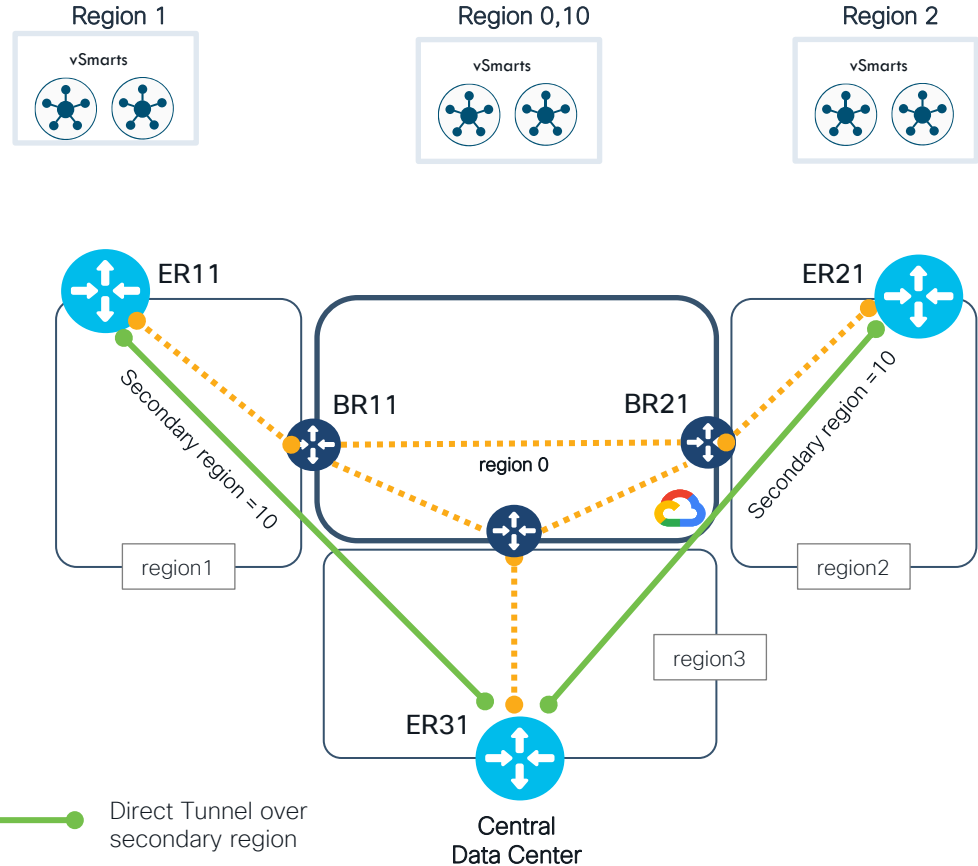 Region 1
Region 0,10
Region 2
vSmarts
vSmarts
vSmarts
ER11
ER21
Secondary region =10
Secondary region =10
BR11
BR21
region 0
region1
region2
region3
ER31
Direct Tunnel over
secondary region
Central
Data Center